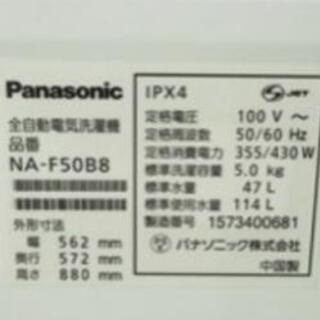 Panasonic
全自動電気洗濯機
品番
NA-F50B8
外形寸法
幅 562 mm
奥行 572 mm
高さ 880 mm
IPX4
JET
定格電圧 100 V ～
定格周波数 50/60 Hz
定格消費電力 355/430 W
標準洗濯容量 5.0 kg
標準水量 47 L
標準使用水量 114 L
製造番号 1573400681
パナソニック株式会社
中国製